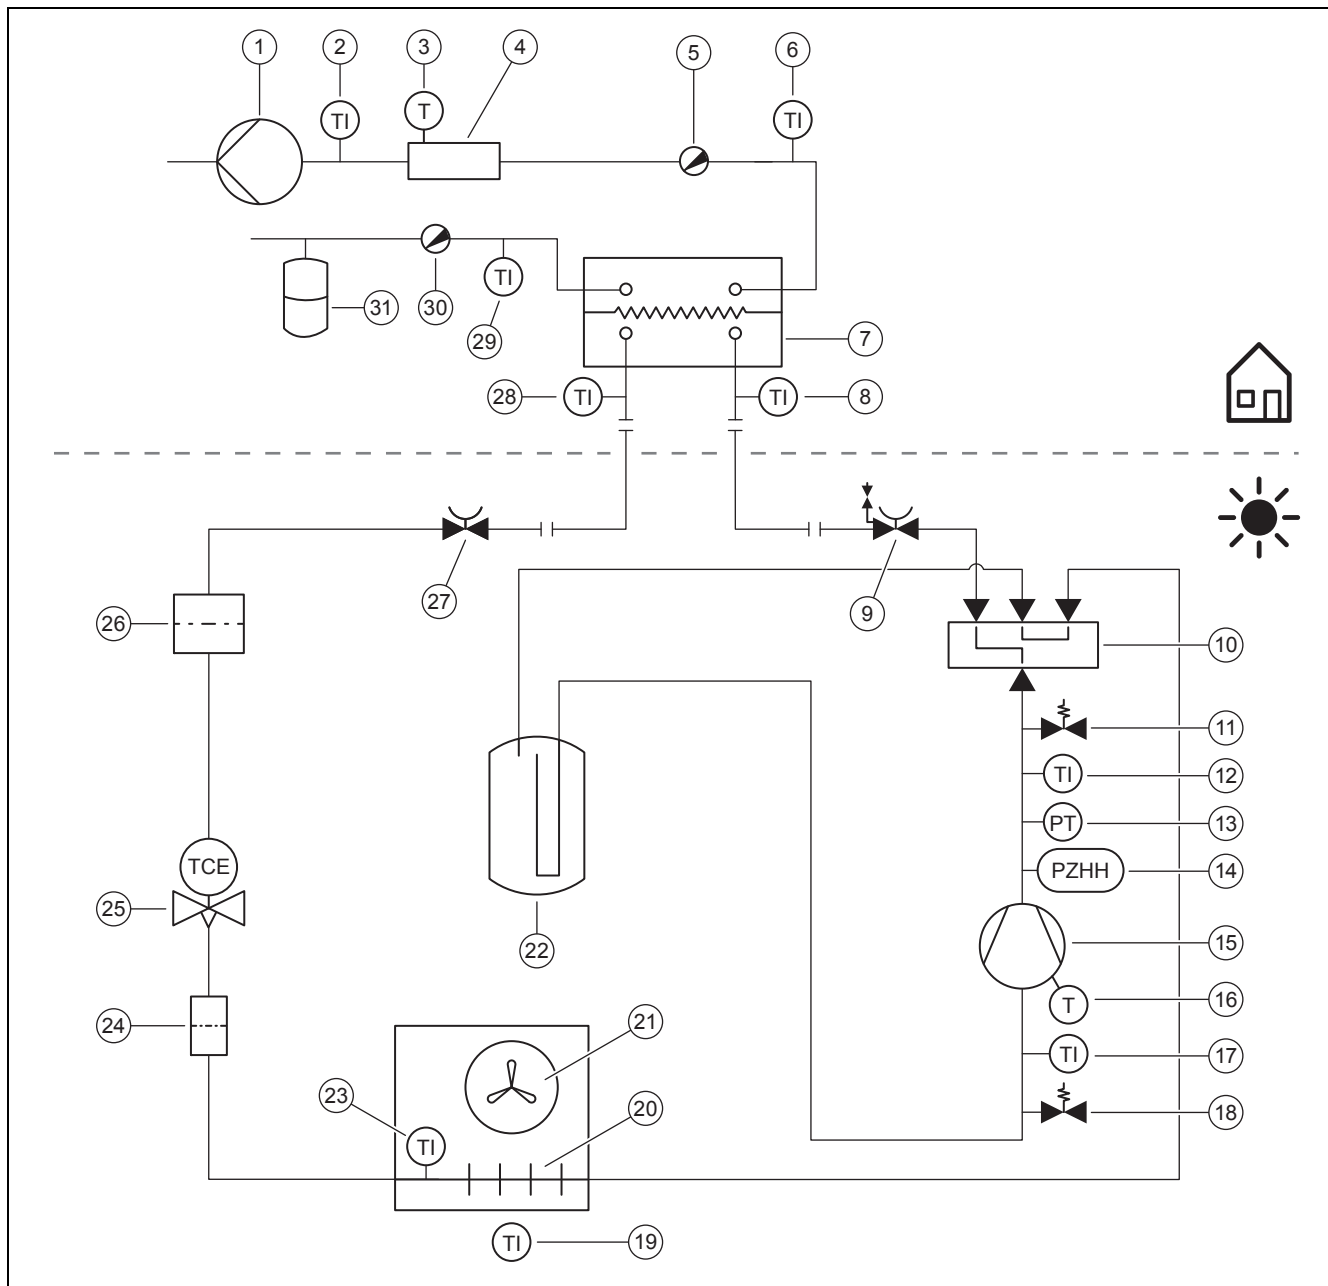 1 2 3 4 5 6
TI T TI
TI
31 30 29 7
28 TI TI 8
27 9
26 10
11
TI 12
PT 13
TCE PZHH 14
25 22 15
T 16
24 21 TI 17
23 20 18
TI
TI 19